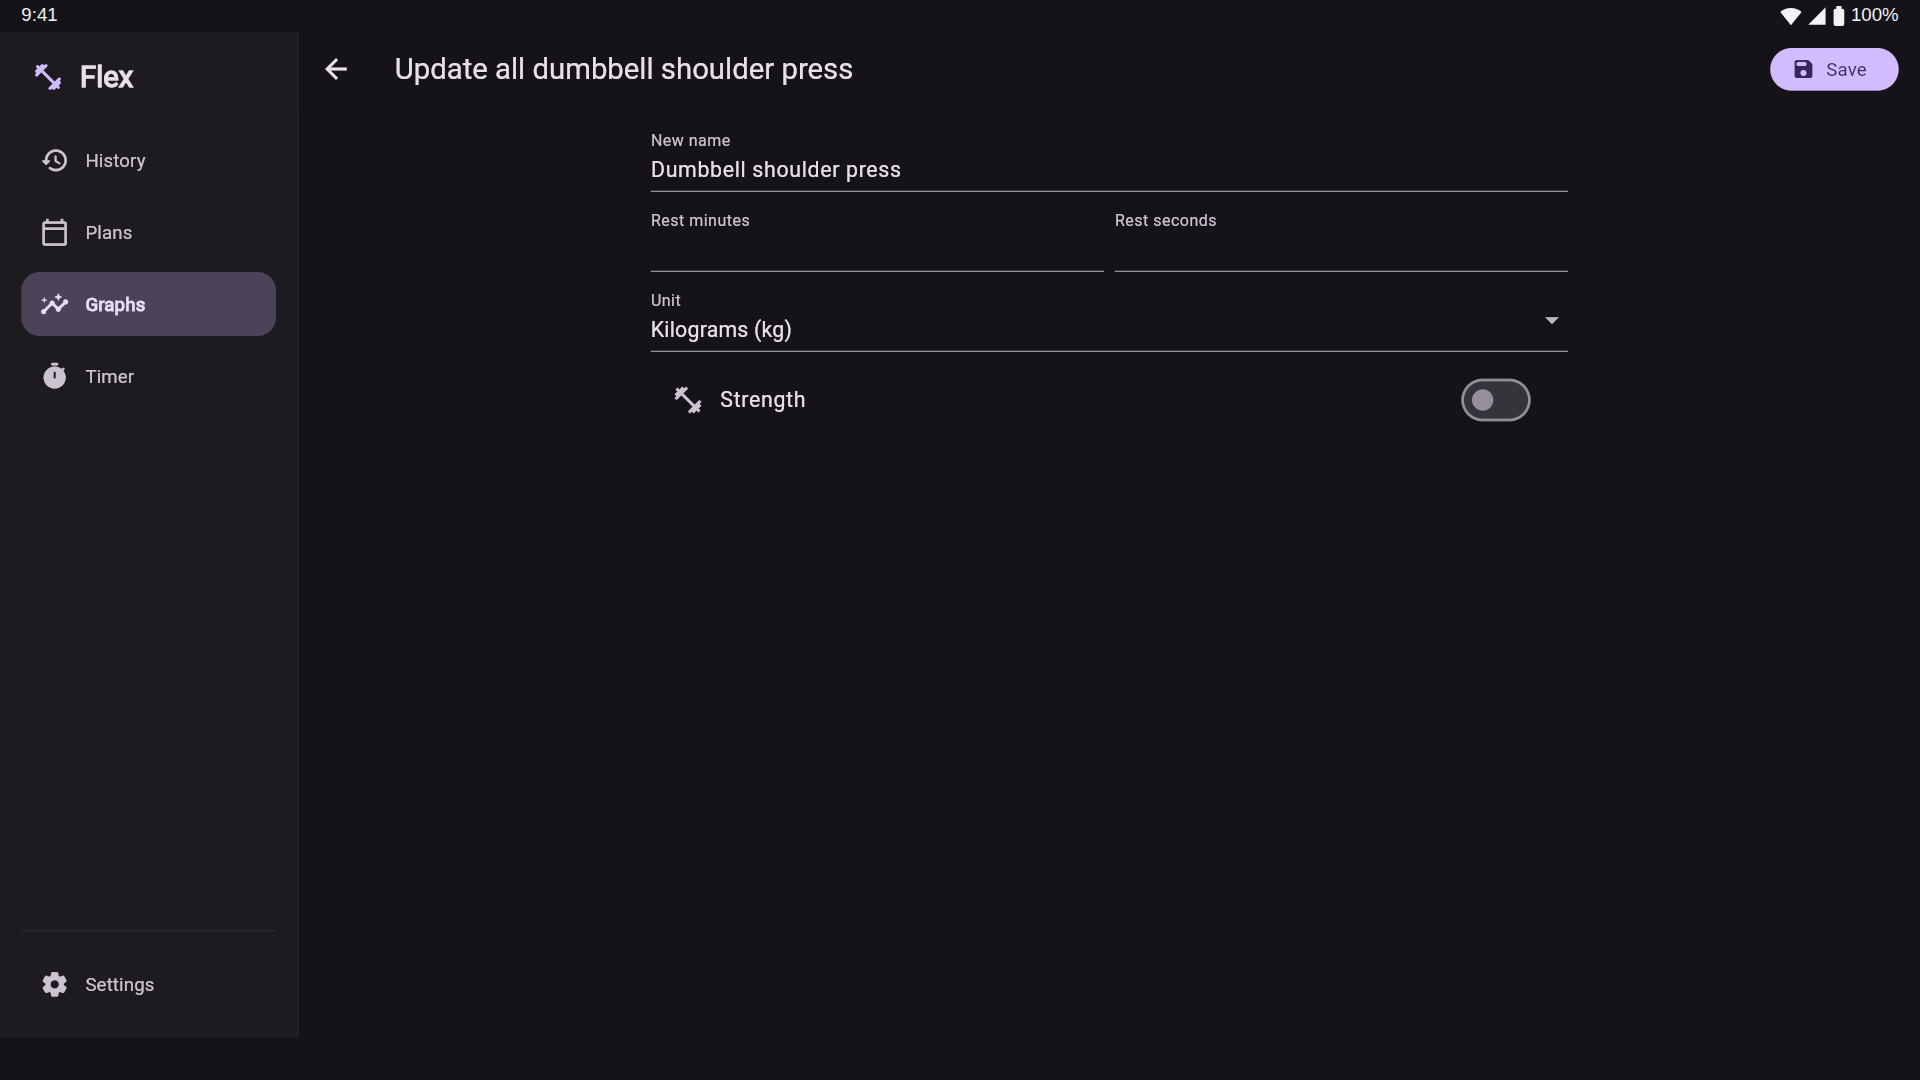 9:41
100%
Flex
Update all dumbbell shoulder press
Save
History
Plans
Graphs
Timer
Settings
New name
Dumbbell shoulder press
Rest minutes
Rest seconds
Unit
Kilograms (kg)
Strength